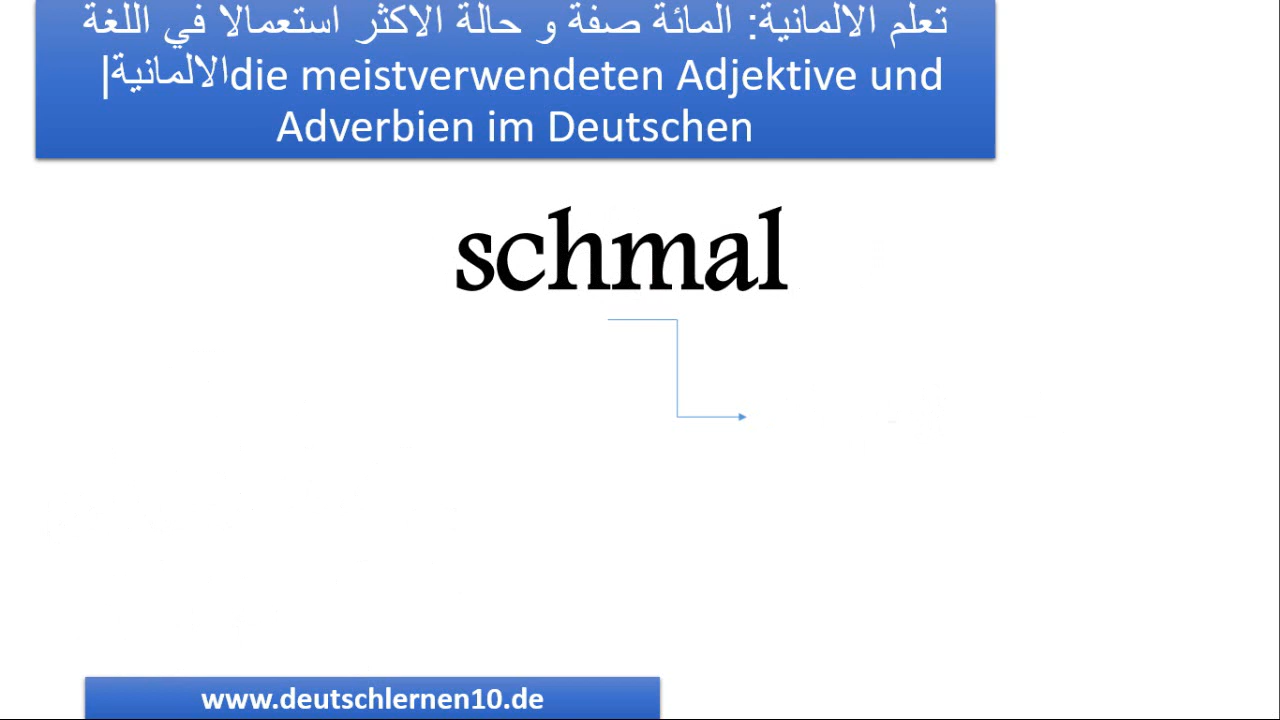 تعلم الالمانية: المائة صفة و حالة الاكثر استعمالا في اللغة
الالمانية|die meistverwendeten Adjektive und
Adverbien im Deutschen
schmal
www.deutschlernen10.de